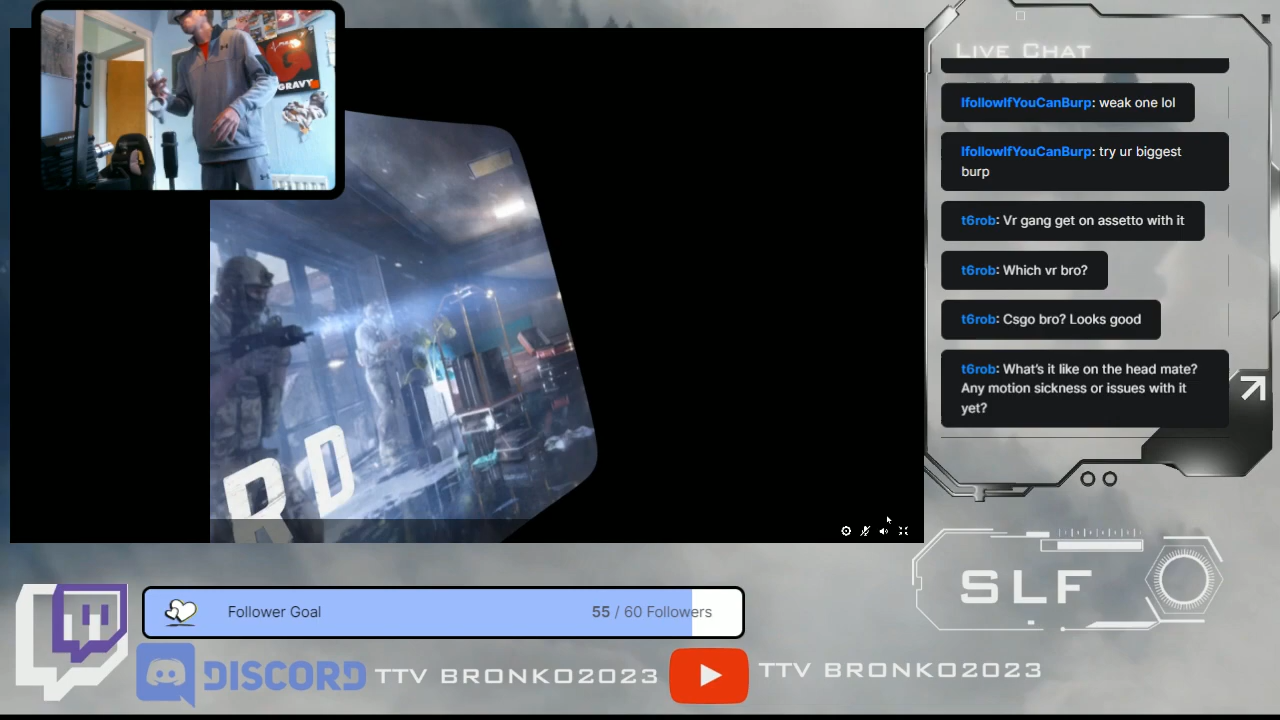 GRAVY
RD
LIVE CHAT
IfollowIfYouCanBurp: weak one lol
IfollowIfYouCanBurp: try ur biggest
burp
t6rob: Vr gang get on assetto with it
t6rob: Which vr bro?
t6rob: Csgo bro? Looks good
t6rob: What's it like on the head mate?
Any motion sickness or issues with it
yet?
SLF
Follower Goal 55 / 60 Followers
DISCORD TTV BRONKO2023 TTV BRONKO2023